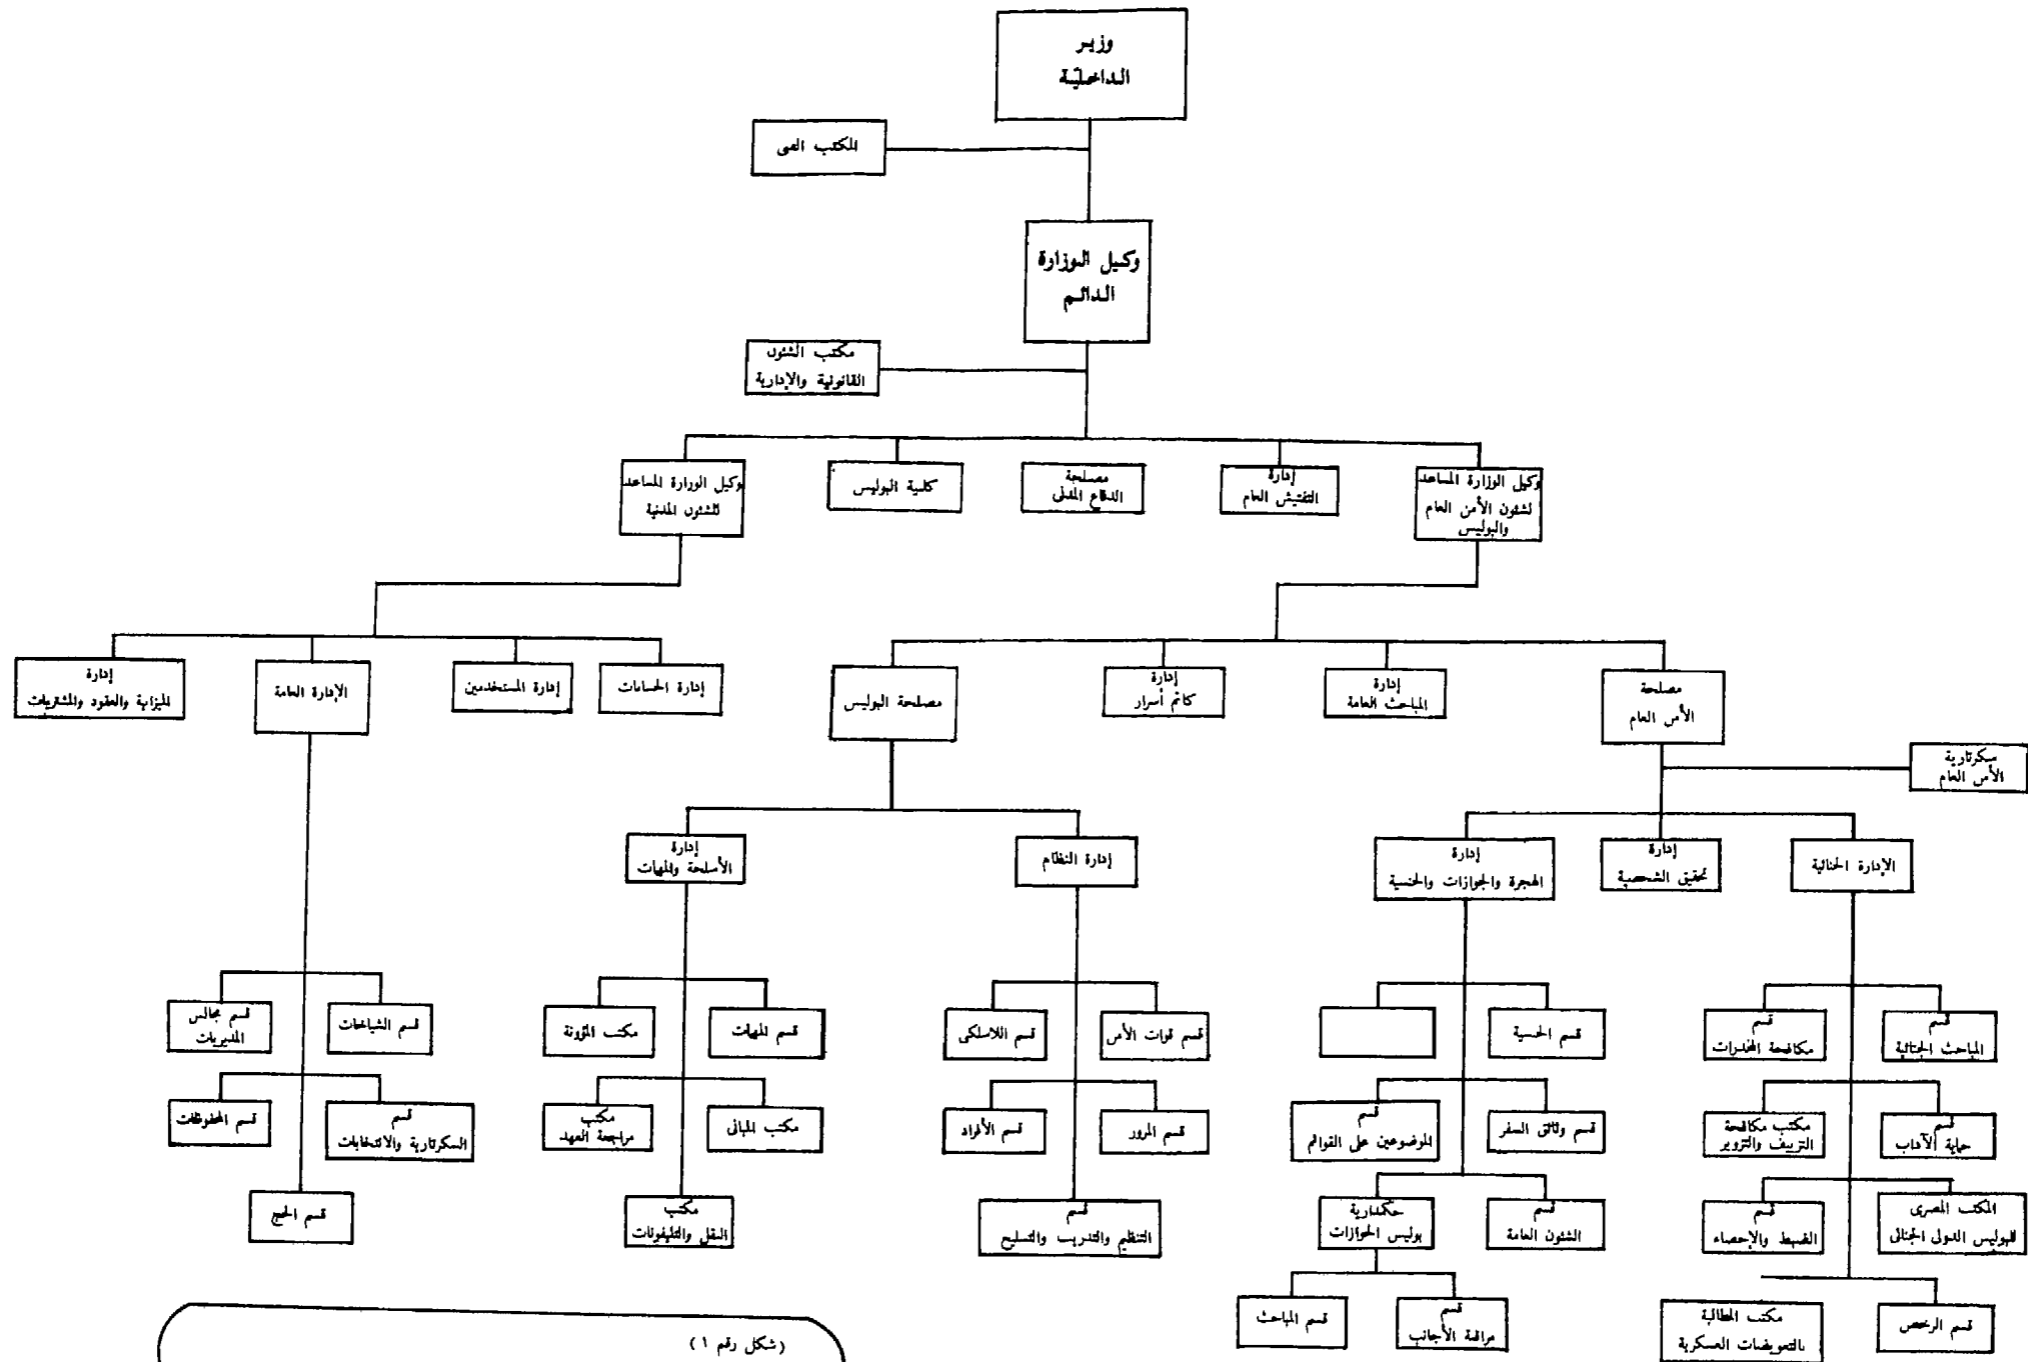 وزير
الداخليّة
المكتب الفنى
وكيل الوزارة
الدائم
مكتب الشئون
القانونية والإدارية
وكيل الوزارة المساعد
لشئون الأمن العام
والبوليس
إدارة
التفتيش العام
مصلحة
الدفاع المدنى
كلية البوليس
وكيل الوزارة المساعد
للشئون المدنية
مصلحة
الأمن العام
إدارة
المباحث العامة
إدارة
كاتم أسرار
مصلحة البوليس
إدارة الحسابات
إدارة المستخدمين
الإدارة العامة
إدارة
الميزانية والعقود والمشتريات
سكرتارية
الأمن العام
الإدارة الجنائية
إدارة
تحقيق الشخصية
إدارة
الهجرة والجوازات والجنسية
إدارة النظام
إدارة
الأسلحة والمهمات
قسم
المباحث الجنائية
قسم
مكافحة المخدرات
قسم الجنسية
قسم قوات الأمن
قسم اللاسلكى
قسم المهمات
مكتب المؤونة
قسم الشياخات
قسم مجالس
المديريات
قسم
حماية الآداب
مكتب مكافحة
التزييف والتزوير
قسم وثائق السفر
قسم
الموضوعين على القوائم
قسم المرور
قسم الأفراد
مكتب المبانى
مكتب
مراجعة العهد
قسم
السكرتارية والانتخابات
قسم المحفوظات
المكتب المصرى
للبوليس الدولى الجنائى
قسم
الضبط والإحصاء
قسم
الشئون العامة
حكمدارية
بوليس الجوازات
قسم
التنظيم والتدريب والتسليح
مكتب
النقل والتليفونات
قسم الحج
قسم الرخص
مكتب المطالبة
بالتعويضات العسكرية
قسم
مراقبة الأجانب
قسم المباحث
(شكل رقم ١)